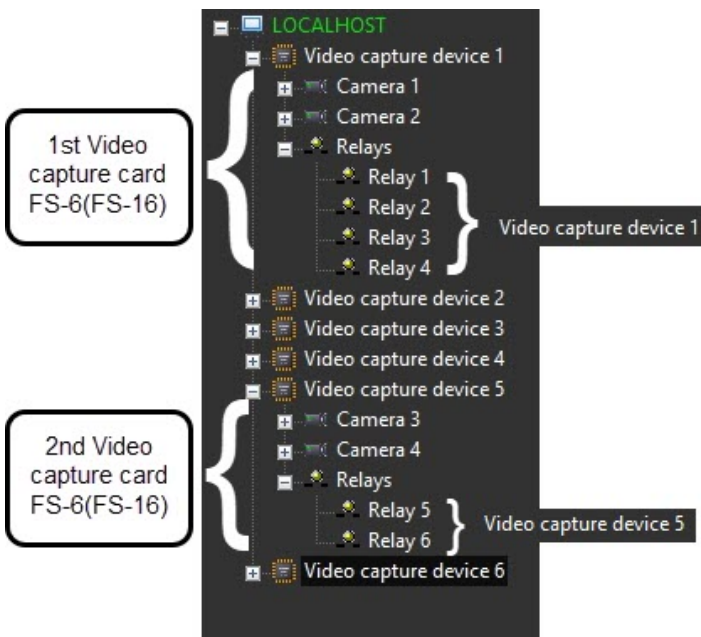 LOCALHOST
Video capture device 1
Camera 1
Camera 2
Relays
Relay 1
Relay 2
Relay 3
Relay 4
1st Video
capture card
FS-6(FS-16)
Video capture device 1
Video capture device 2
Video capture device 3
Video capture device 4
Video capture device 5
Camera 3
Camera 4
Relays
Relay 5
Relay 6
2nd Video
capture card
FS-6(FS-16)
Video capture device 5
Video capture device 6